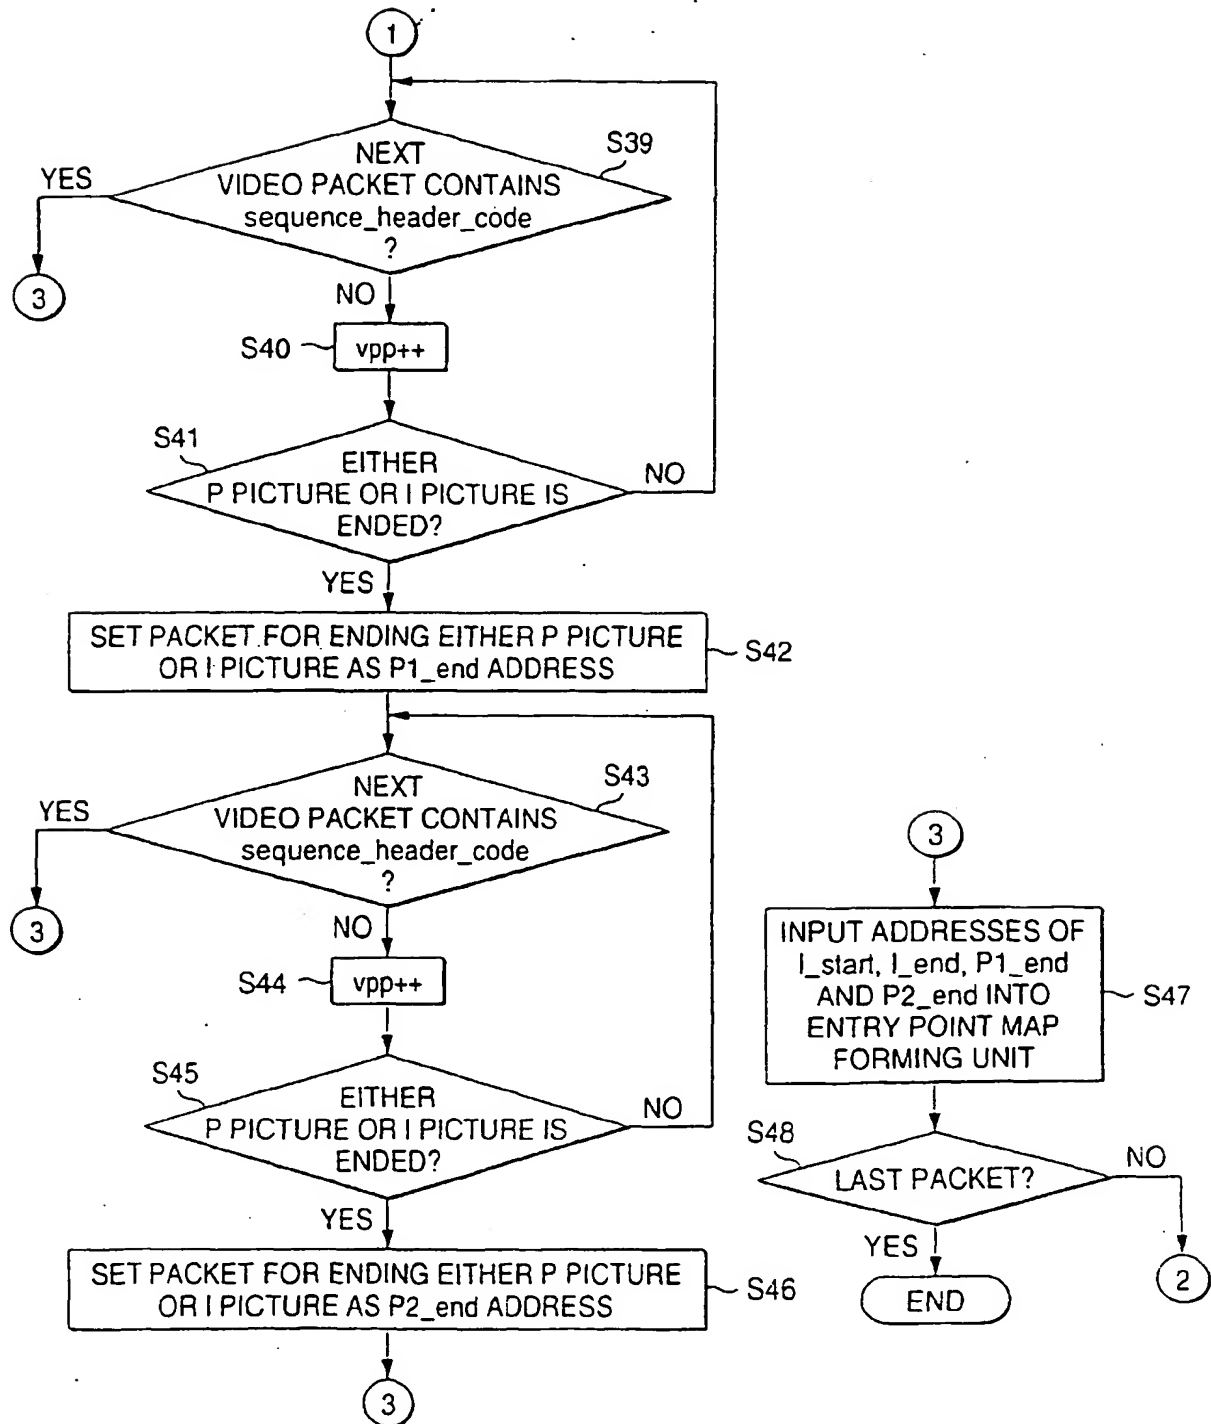 1
NEXT
VIDEO PACKET CONTAINS
sequence_header_code
?
S39
YES
3
NO
S40
vpp++
S41
EITHER
P PICTURE OR I PICTURE IS
ENDED?
NO
YES
SET PACKET FOR ENDING EITHER P PICTURE
OR I PICTURE AS P1_end ADDRESS
S42
NEXT
VIDEO PACKET CONTAINS
sequence_header_code
?
S43
YES
3
NO
S44
vpp++
S45
EITHER
P PICTURE OR I PICTURE IS
ENDED?
NO
YES
SET PACKET FOR ENDING EITHER P PICTURE
OR I PICTURE AS P2_end ADDRESS
S46
3
3
INPUT ADDRESSES OF
I_start, I_end, P1_end
AND P2_end INTO
ENTRY POINT MAP
FORMING UNIT
S47
S48
LAST PACKET?
NO
YES
2
END